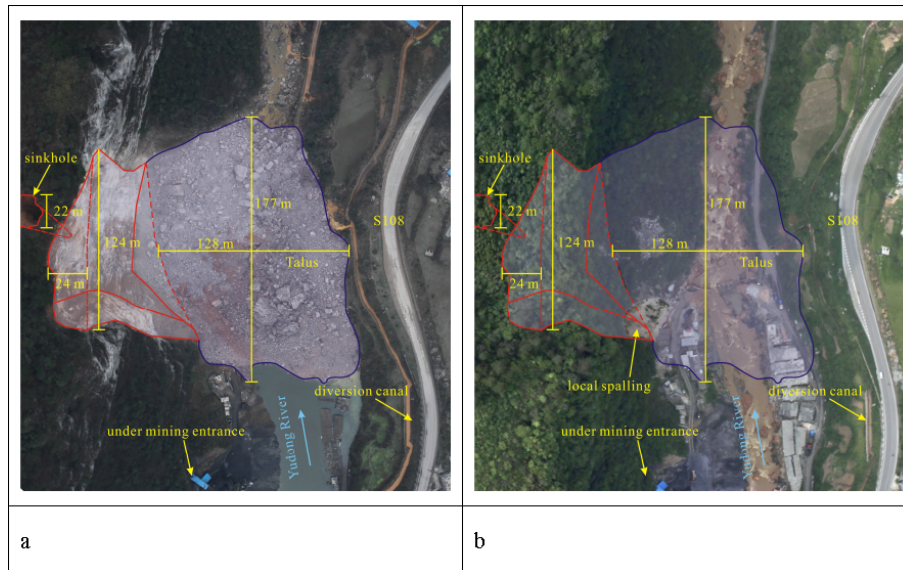 sinkhole
22 m
124 m
24 m
128 m
177 m
Talus
S108
diversion canal
under mining entrance
Yudong River
sinkhole
22 m
124 m
24 m
128 m
177 m
Talus
S108
local spalling
diversion canal
under mining entrance
Yudong River
a
b